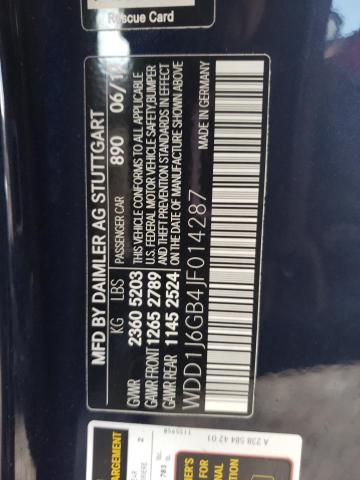 Rescue Card
MFD BY DAIMLER AG STUTTGART
PASSENGER CAR 890 06/1
KG LBS
GVWR 2360 5203
GAWR FRONT 1265 2789
GAWR REAR 1145 2524
THIS VEHICLE CONFORMS TO ALL APPLICABLE
U.S. FEDERAL MOTOR VEHICLE SAFETY, BUMPER
AND THEFT PREVENTION STANDARDS IN EFFECT
ON THE DATE OF MANUFACTURE SHOWN ABOVE
WDD1J6GB4JF014287
MADE IN GERMANY
A 238 584 42 01